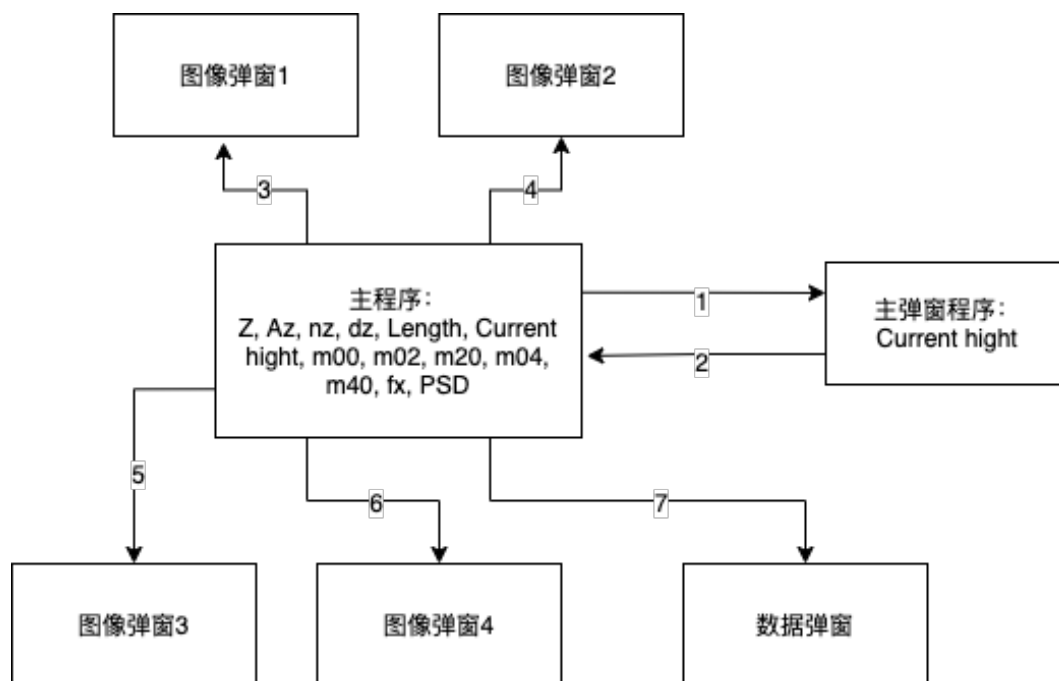 图像弹窗1
图像弹窗2
3
4
主程序：
Z, Az, nz, dz, Length, Current
hight, m00, m02, m20, m04,
m40, fx, PSD
1
2
主弹窗程序：
Current hight
5
6
7
图像弹窗3
图像弹窗4
数据弹窗